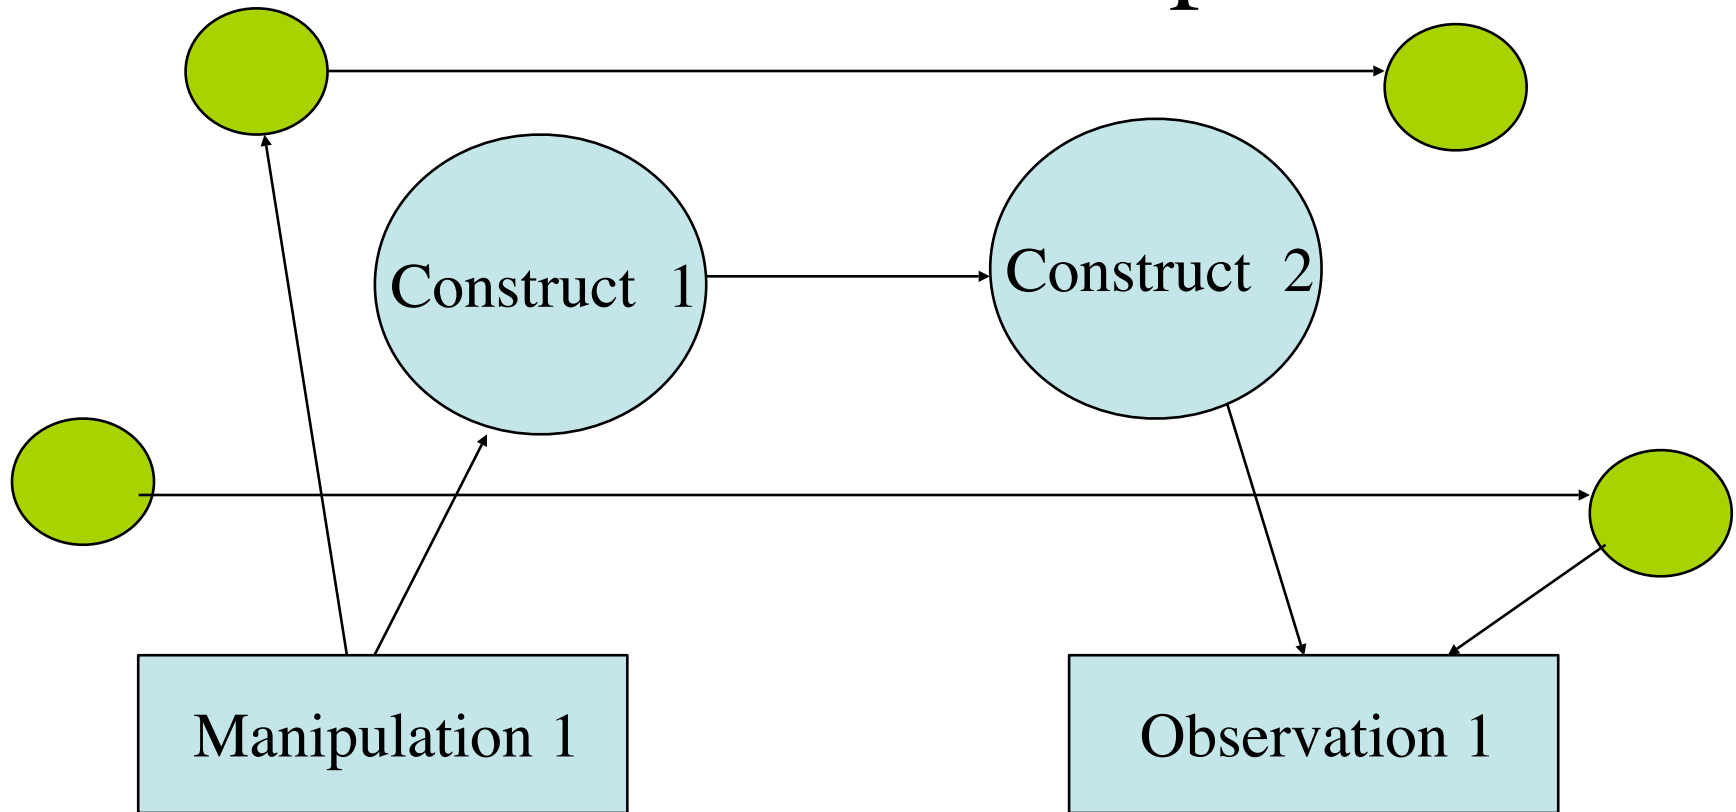 Construct 1
Construct 2
Manipulation 1
Observation 1